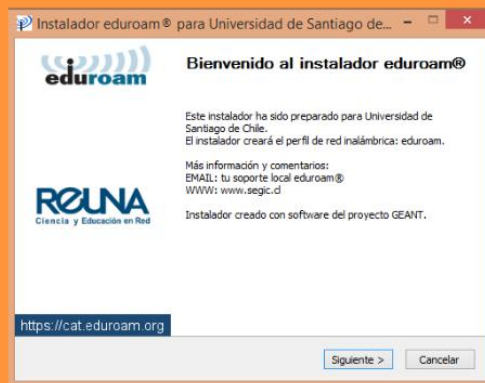 Instalador eduroam® para Universidad de Santiago de...
eduroam
Bienvenido al instalador eduroam®
Este instalador ha sido preparado para Universidad de
Santiago de Chile.
El instalador creará el perfil de red inalámbrica: eduroam.
Más información y comentarios:
EMAIL: tu soporte local eduroam®
WWW: www.segic.cl
Instalador creado con software del proyecto GEANT.
REUNA
Ciencia y Educación en Red
https://cat.eduroam.org
Siguiente >
Cancelar